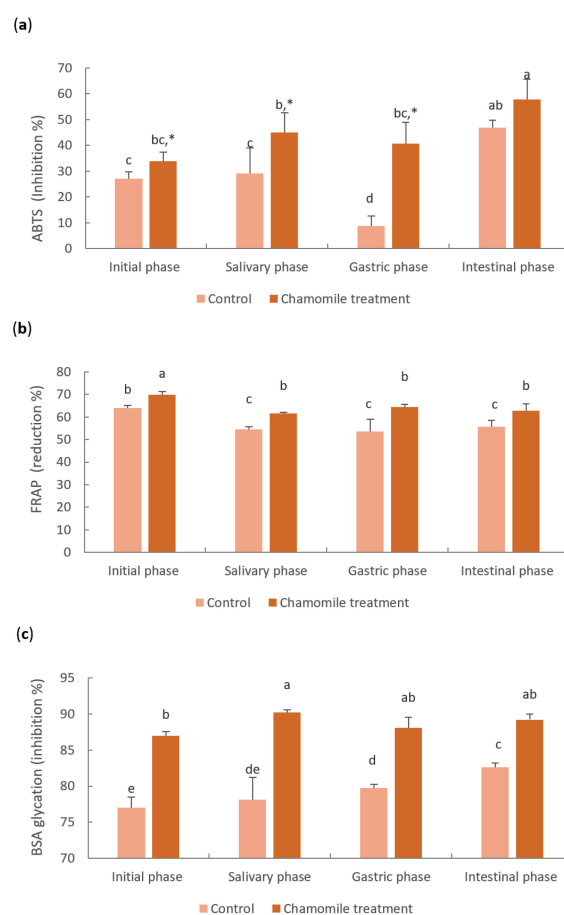 (a)
ABTS (Inhibition %)
70
60
50
40
30
20
10
0
c
bc,*
c
b,*
d
bc,*
ab
a
Initial phase Salivary phase Gastric phase Intestinal phase
Control Chamomile treatment
(b)
FRAP (reduction %)
80
70
60
50
40
30
20
10
0
b
a
c
b
c
b
c
b
Initial phase Salivary phase Gastric phase Intestinal phase
Control Chamomile treatment
(c)
BSA glycation (inhibition %)
95
90
85
80
75
70
e
b
de
a
d
ab
c
ab
Initial phase Salivary phase Gastric phase Intestinal phase
Control Chamomile treatment